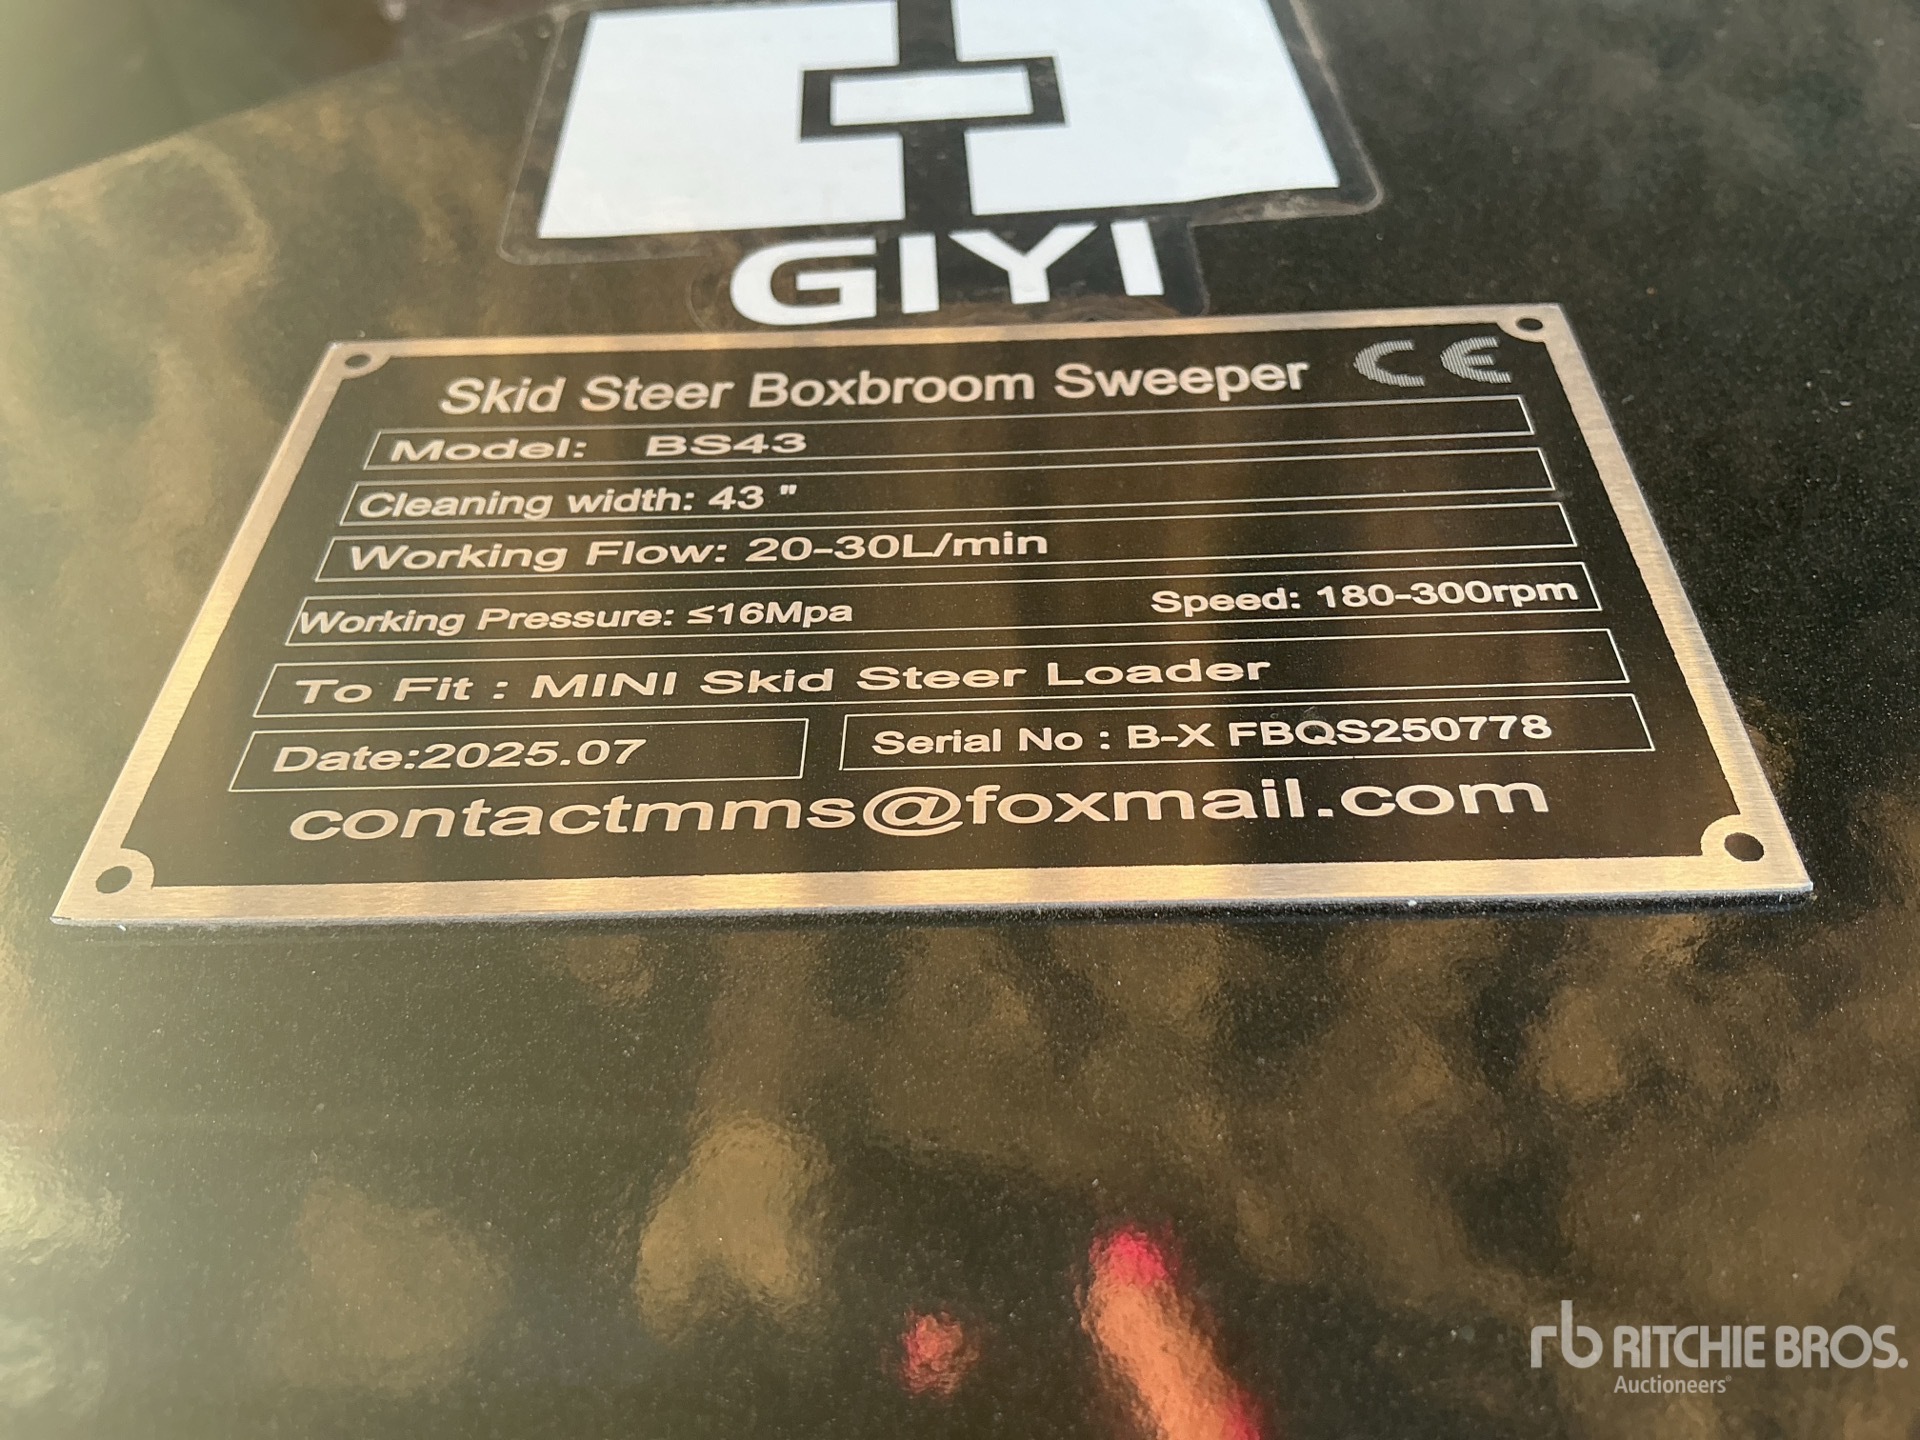 GIYI
Skid Steer Boxbroom Sweeper CE
Model: BS43
Cleaning width: 43 "
Working Flow: 20-30L/min
Working Pressure: ≤16Mpa Speed: 180-300rpm
To Fit : MINI Skid Steer Loader
Date:2025.07 Serial No : B-X FBQS250778
contactmms@foxmail.com
rb RITCHIE BROS.
Auctioneers